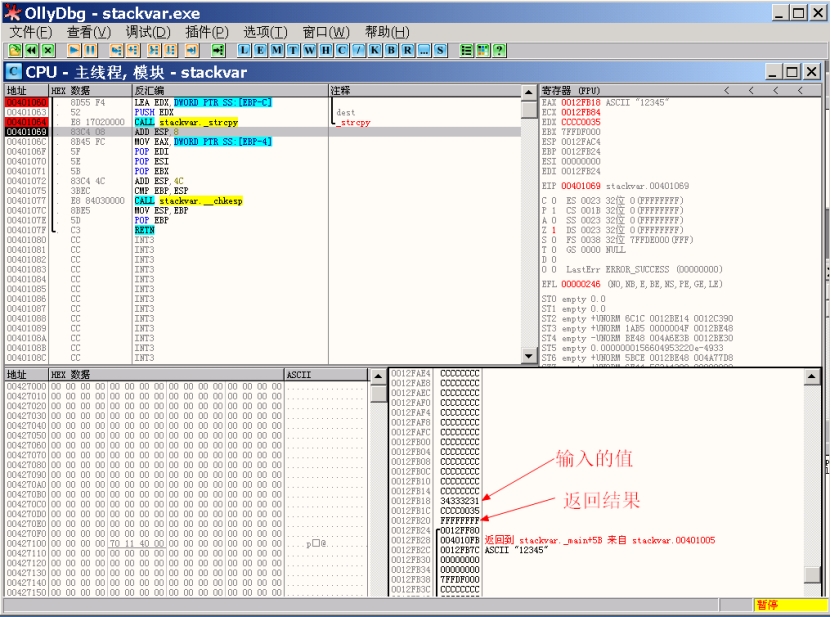 OllyDbg - stackvar.exe
文件(F) 查看(V) 调试(D) 插件(P) 选项(T) 窗口(W) 帮助(H)
L E M T W H C / K B R ... S
CPU - 主线程, 模块 - stackvar
地址 HEX 数据 反汇编 注释
00401060 . 8D55 F4 LEA EDX,DWORD PTR SS:[EBP-C]
00401063 . 52 PUSH EDX dest
00401064 . E8 17020000 CALL stackvar._strcpy _strcpy
00401069 . 83C4 08 ADD ESP,8
0040106C . 8B45 FC MOV EAX,DWORD PTR SS:[EBP-4]
0040106F . 5F POP EDI
00401070 . 5E POP ESI
00401071 . 5B POP EBX
00401072 . 83C4 4C ADD ESP,4C
00401075 . 3BEC CMP EBP,ESP
00401077 . E8 84030000 CALL stackvar.__chkesp
0040107C . 8BE5 MOV ESP,EBP
0040107E . 5D POP EBP
0040107F . C3 RETN
00401080 CC INT3
00401081 CC INT3
00401082 CC INT3
00401083 CC INT3
00401084 CC INT3
00401085 CC INT3
00401086 CC INT3
00401087 CC INT3
00401088 CC INT3
00401089 CC INT3
0040108A CC INT3
0040108B CC INT3
0040108C CC INT3
寄存器 (FPU) < < < <
EAX 0012FB18 ASCII "12345"
ECX 0012FB84
EDX CCCC0035
EBX 7FFDF000
ESP 0012FAC4
EBP 0012FB24
ESI 00000000
EDI 0012FB24
EIP 00401069 stackvar.00401069
C 0 ES 0023 32位 0(FFFFFFFF)
P 1 CS 001B 32位 0(FFFFFFFF)
A 0 SS 0023 32位 0(FFFFFFFF)
Z 1 DS 0023 32位 0(FFFFFFFF)
S 0 FS 0038 32位 7FFDE000(FFF)
T 0 GS 0000 NULL
D 0
O 0 LastErr ERROR_SUCCESS (00000000)
EFL 00000246 (NO,NB,E,BE,NS,PE,GE,LE)
ST0 empty 0.0
ST1 empty 0.0
ST2 empty +UNORM 6C1C 0012BE14 0012C390
ST3 empty +UNORM 1AB5 0000004F 0012BE48
ST4 empty -UNORM BE48 004A6E3B 0012BE30
ST5 empty 0.0000000156604953220e-4933
ST6 empty +UNORM 5BCE 0012BE48 004A77D8
地址 HEX 数据 ASCII
00427000 00 00 00 00 00 00 00 00 00 00 00 00 00 00 00 00 ................
00427010 00 00 00 00 00 00 00 00 00 00 00 00 00 00 00 00 ................
00427020 00 00 00 00 00 00 00 00 00 00 00 00 00 00 00 00 ................
00427030 00 00 00 00 00 00 00 00 00 00 00 00 00 00 00 00 ................
00427040 00 00 00 00 00 00 00 00 00 00 00 00 00 00 00 00 ................
00427050 00 00 00 00 00 00 00 00 00 00 00 00 00 00 00 00 ................
00427060 00 00 00 00 00 00 00 00 00 00 00 00 00 00 00 00 ................
00427070 00 00 00 00 00 00 00 00 00 00 00 00 00 00 00 00 ................
00427080 00 00 00 00 00 00 00 00 00 00 00 00 00 00 00 00 ................
00427090 00 00 00 00 00 00 00 00 00 00 00 00 00 00 00 00 ................
004270A0 00 00 00 00 00 00 00 00 00 00 00 00 00 00 00 00 ................
004270B0 00 00 00 00 00 00 00 00 00 00 00 00 00 00 00 00 ................
004270C0 00 00 00 00 00 00 00 00 00 00 00 00 00 00 00 00 ................
004270D0 00 00 00 00 00 00 00 00 00 00 00 00 00 00 00 00 ................
004270E0 00 00 00 00 00 00 00 00 00 00 00 00 00 00 00 00 ................
004270F0 00 00 00 00 00 00 00 00 00 00 00 00 00 00 00 00 ................
00427100 00 00 00 00 70 11 40 00 00 00 00 00 00 00 00 00 ....p□@.........
00427110 00 00 00 00 00 00 00 00 00 00 00 00 00 00 00 00 ................
00427120 00 00 00 00 00 00 00 00 00 00 00 00 00 00 00 00 ................
00427130 00 00 00 00 00 00 00 00 00 00 00 00 00 00 00 00 ................
00427140 00 00 00 00 00 00 00 00 00 00 00 00 00 00 00 00 ................
00427150 00 00 00 00 00 00 00 00 00 00 00 00 00 00 00 00 ................
0012FAE4 CCCCCCCC
0012FAE8 CCCCCCCC
0012FAEC CCCCCCCC
0012FAF0 CCCCCCCC
0012FAF4 CCCCCCCC
0012FAF8 CCCCCCCC
0012FAFC CCCCCCCC
0012FB00 CCCCCCCC
0012FB04 CCCCCCCC
0012FB08 CCCCCCCC
0012FB0C CCCCCCCC
0012FB10 CCCCCCCC
0012FB14 CCCCCCCC
0012FB18 34333231
0012FB1C CCCC0035
0012FB20 FFFFFFFF
0012FB24 0012FF80
0012FB28 004010FB 返回到 stackvar._main+5B 来自 stackvar.00401005
0012FB2C 0012FB7C ASCII "12345"
0012FB30 00000000
0012FB34 00000000
0012FB38 7FFDF000
0012FB3C CCCCCCCC
输入的值
返回结果
暂停